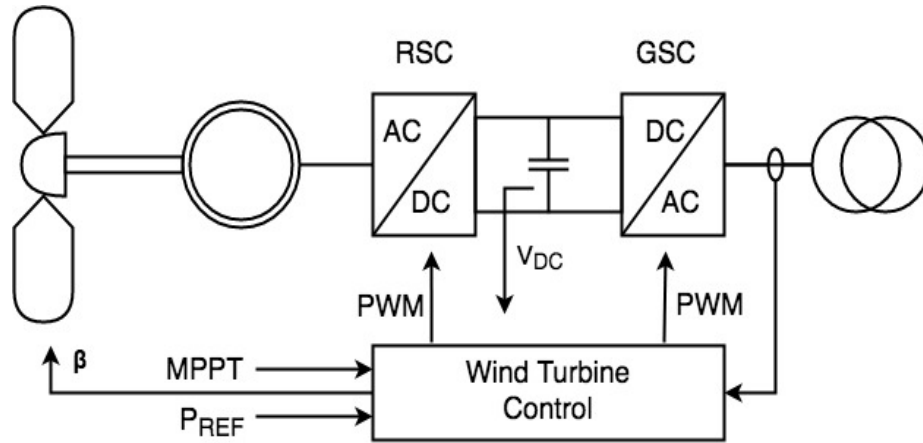 RSC
GSC
AC
DC
DC
AC
VDC
PWM
PWM
β
MPPT
PREF
Wind Turbine
Control